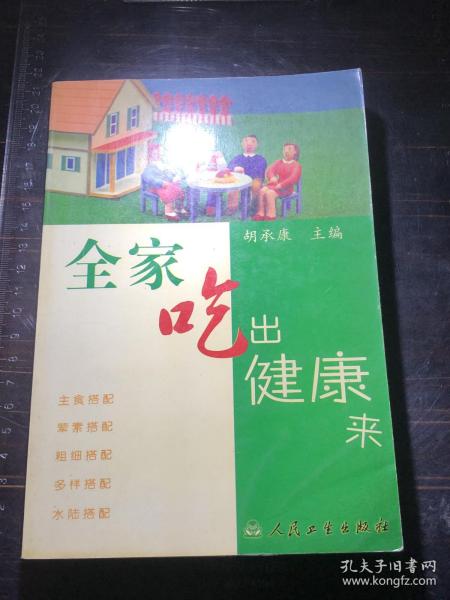 胡承康 主编
全家
吃
出
健康
来
主食搭配
荤素搭配
粗细搭配
多样搭配
水陆搭配
人民卫生出版社
孔夫子旧书网
www.kongfz.com